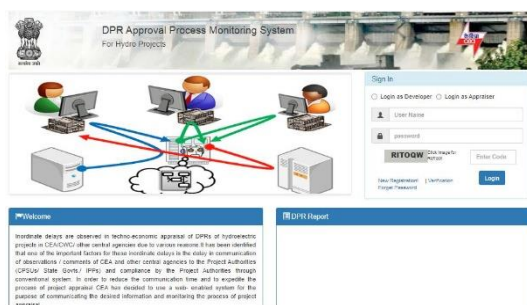 DPR Approval Process Monitoring System
For Hydro Projects
CEA
Sign In
Login as Developer Login as Appraiser
User Name
password
RITOQW Click Image for Refresh Enter Code
New Registration! | Verification
Forgot Password
Login
Welcome
Inordinate delays are observed in techno-economic appraisal of DPRs of hydroelectric
projects in CEA/CWC/ other central agencies due to various reasons.It has been identified
that one of the important factors for these inordinate delays is the delay in communication
of observations / comments of CEA and other central agencies to the Project Authorities
(CPSUs/ State Govts./ IPPs) and compliance by the Project Authorities through
conventional system. In order to reduce the communication time and to expedite the
process of project appraisal CEA has decided to use a web- enabled system for the
purpose of communicating the desired information and monitoring the process of project
appraisal.
DPR Report